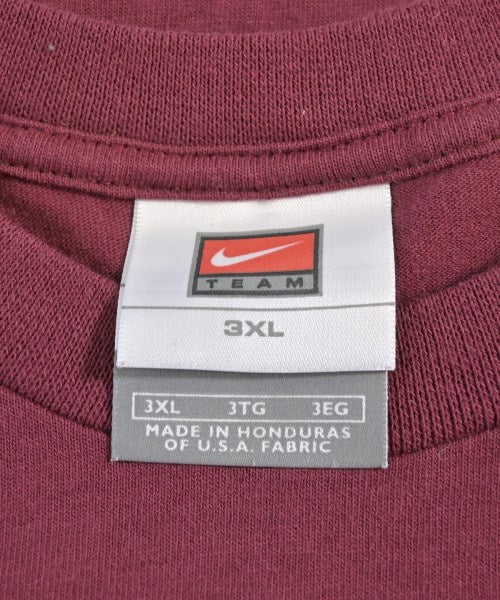 TEAM
3XL
3XL 3TG 3EG
MADE IN HONDURAS
OF U.S.A. FABRIC